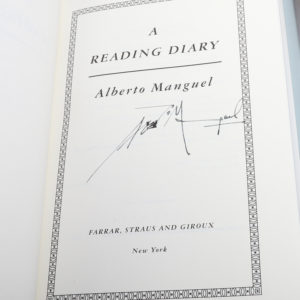 A
READING DIARY
Alberto Manguel
FARRAR, STRAUS AND GIROUX
New York